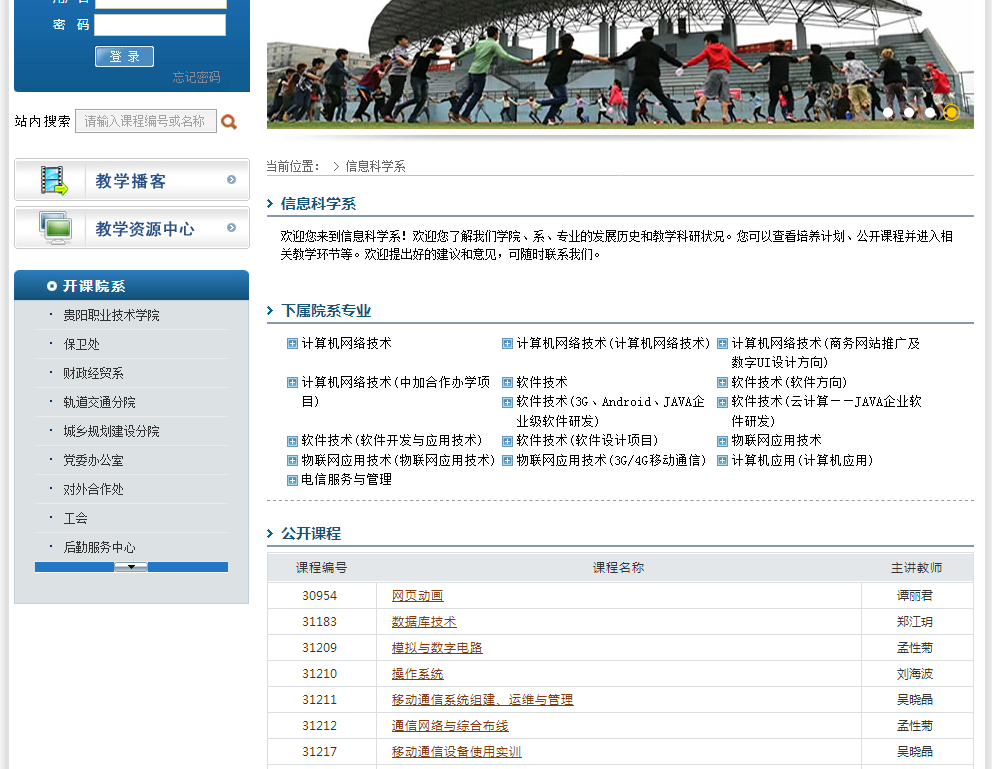 密 码
登 录
忘记密码
站内搜索 请输入课程编号或名称
教学播客
教学资源中心
开课院系
贵阳职业技术学院
保卫处
财政经贸系
轨道交通分院
城乡规划建设分院
党委办公室
对外合作处
工会
后勤服务中心
当前位置： > 信息科学系
信息科学系
欢迎您来到信息科学系！欢迎您了解我们学院、系、专业的发展历史和教学科研状况。您可以查看培养计划、公开课程并进入相
关教学环节等。欢迎提出好的建议和意见，可随时联系我们。
下属院系专业
计算机网络技术 计算机网络技术(计算机网络技术) 计算机网络技术(商务网站推广及
数字UI设计方向)
计算机网络技术(中加合作办学项 软件技术 软件技术(软件方向)
目) 软件技术(3G、Android、JAVA企 软件技术(云计算－－JAVA企业软
业级软件研发) 件研发)
软件技术(软件开发与应用技术) 软件技术(软件设计项目) 物联网应用技术
物联网应用技术(物联网应用技术) 物联网应用技术(3G/4G移动通信) 计算机应用(计算机应用)
电信服务与管理
公开课程
课程编号 课程名称 主讲教师
30954 网页动画 谭丽君
31183 数据库技术 郑江玥
31209 模拟与数字电路 孟性菊
31210 操作系统 刘海波
31211 移动通信系统组建、运维与管理 吴晓晶
31212 通信网络与综合布线 孟性菊
31217 移动通信设备使用实训 吴晓晶